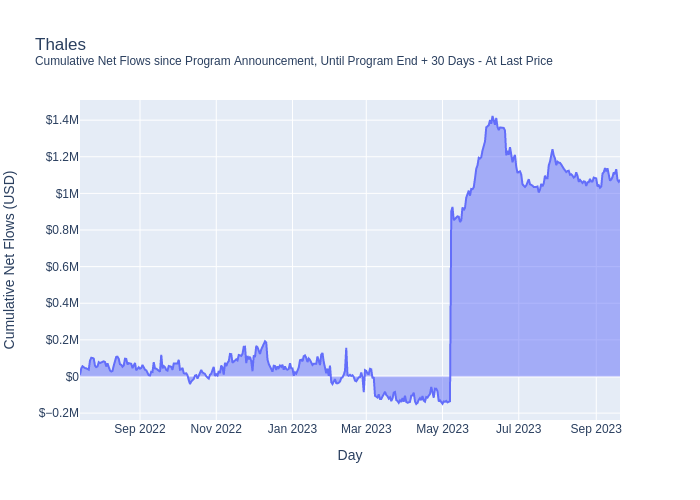 Thales
Cumulative Net Flows since Program Announcement, Until Program End + 30 Days - At Last Price
Cumulative Net Flows (USD)
$1.4M
$1.2M
$1M
$0.8M
$0.6M
$0.4M
$0.2M
$0
$−0.2M
Sep 2022 Nov 2022 Jan 2023 Mar 2023 May 2023 Jul 2023 Sep 2023
Day